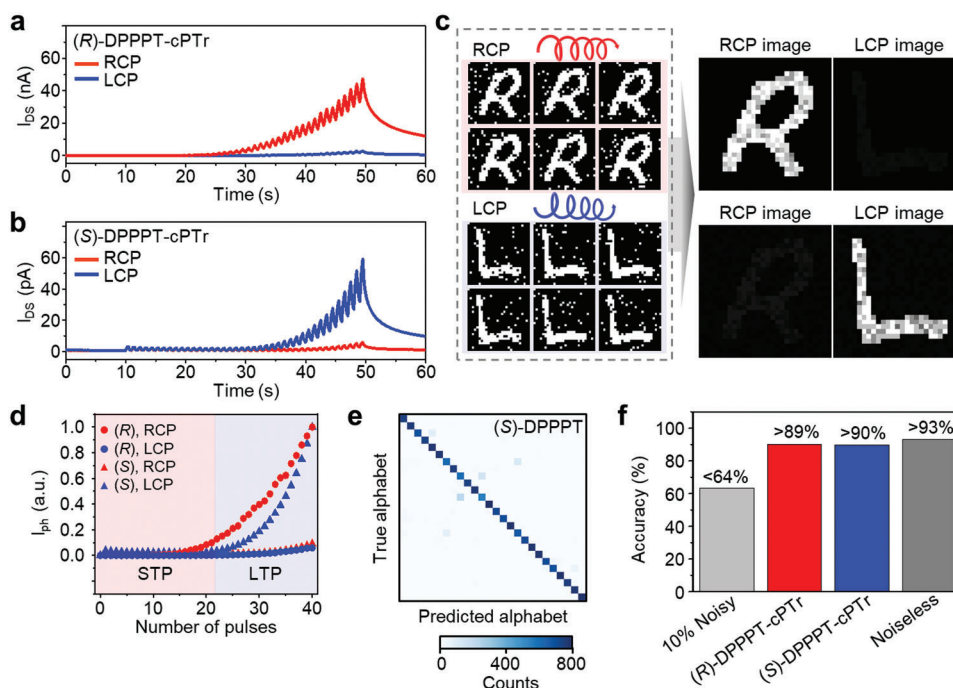 a
(R)-DPPPT-cPTr
RCP
LCP
I_DS (nA)
60
40
20
0
0 10 20 30 40 50 60
Time (s)
b
(S)-DPPPT-cPTr
RCP
LCP
I_DS (pA)
60
40
20
0
0 10 20 30 40 50 60
Time (s)
c
RCP
R R R
R R R
LCP
L L L
L L L
RCP image LCP image
R L
RCP image LCP image
R L
d
(R), RCP
(R), LCP
(S), RCP
(S), LCP
I_ph (a.u.)
1.0
0.8
0.6
0.4
0.2
0.0
STP LTP
0 10 20 30 40
Number of pulses
e
(S)-DPPPT
True alphabet
Predicted alphabet
0 400 800
Counts
f
Accuracy (%)
100
80
60
40
20
0
<64%
>89%
>90%
>93%
10% Noisy
(R)-DPPPT-cPTr
(S)-DPPPT-cPTr
Noiseless